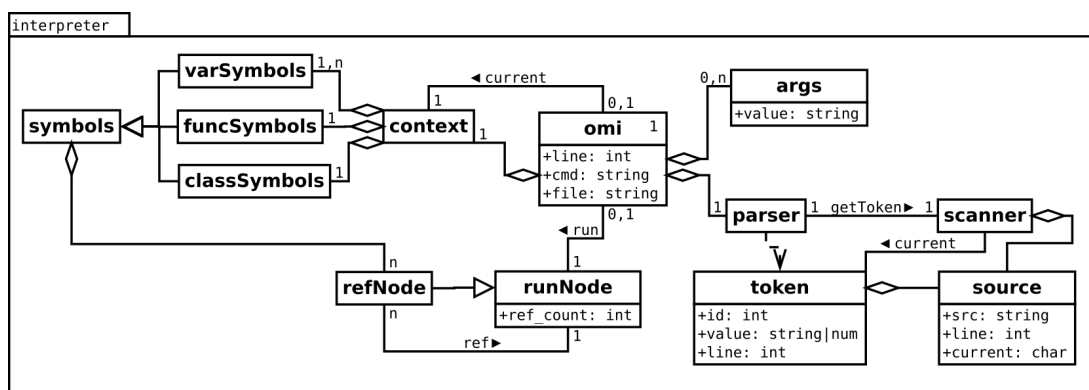 interpreter
varSymbols
1,n
◄ current
0,n
args
+value: string
symbols
funcSymbols
1
1
context
1
0,1
omi 1
+line: int
+cmd: string
+file: string
classSymbols
1
1
parser
1
getToken►
1
scanner
0,1
◄ run
◄ current
n
1
refNode
n
runNode
+ref_count: int
1
ref►
token
+id: int
+value: string|num
+line: int
source
+src: string
+line: int
+current: char